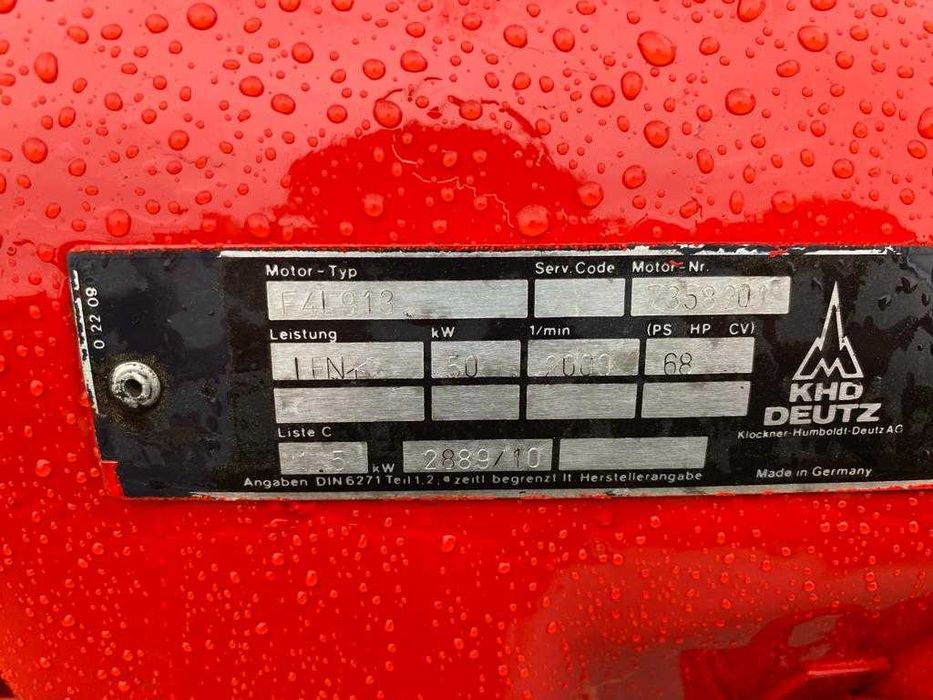 Motor-Typ Serv.Code Motor-Nr.
F4L913
Leistung kW 1/min (PS HP CV)
50 2000 68
KHD
DEUTZ
Klöckner-Humboldt-Deutz AG
Liste C
kW 2889/10
Angaben DIN 6271 Teil 1,2, *zeitl begrenzt lt. Herstellerangabe
Made in Germany
0 22 09